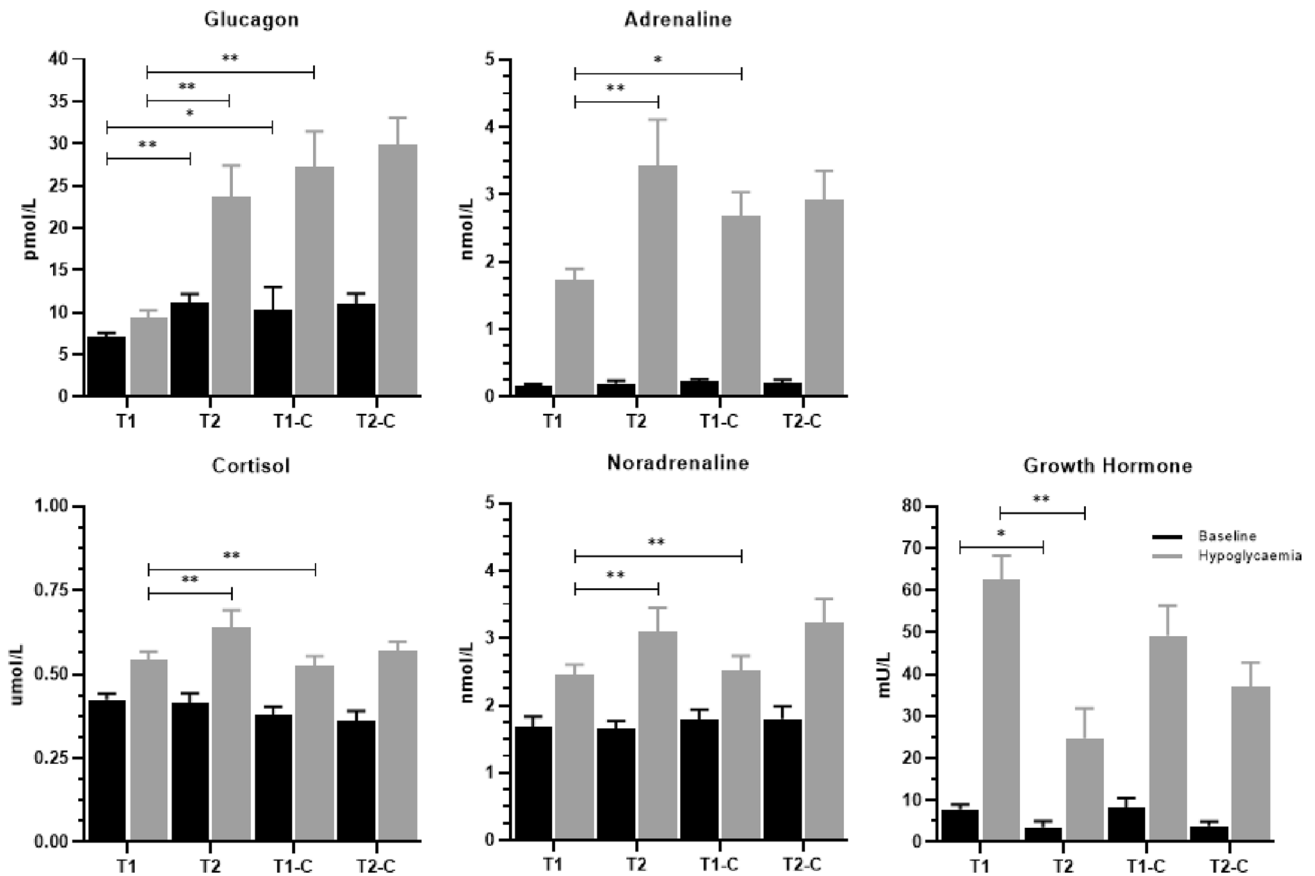 Glucagon
40
35
30
25
20
15
10
5
0
pmol/L
**
**
*
**
T1
T2
T1-C
T2-C
Adrenaline
5
4
3
2
1
0
nmol/L
*
**
T1
T2
T1-C
T2-C
Cortisol
1.00
0.75
0.50
0.25
0.00
umol/L
**
**
T1
T2
T1-C
T2-C
Noradrenaline
5
4
3
2
1
0
nmol/L
**
**
T1
T2
T1-C
T2-C
Growth Hormone
80
70
60
50
40
30
20
10
0
mU/L
**
*
Baseline
Hypoglycaemia
T1
T2
T1-C
T2-C